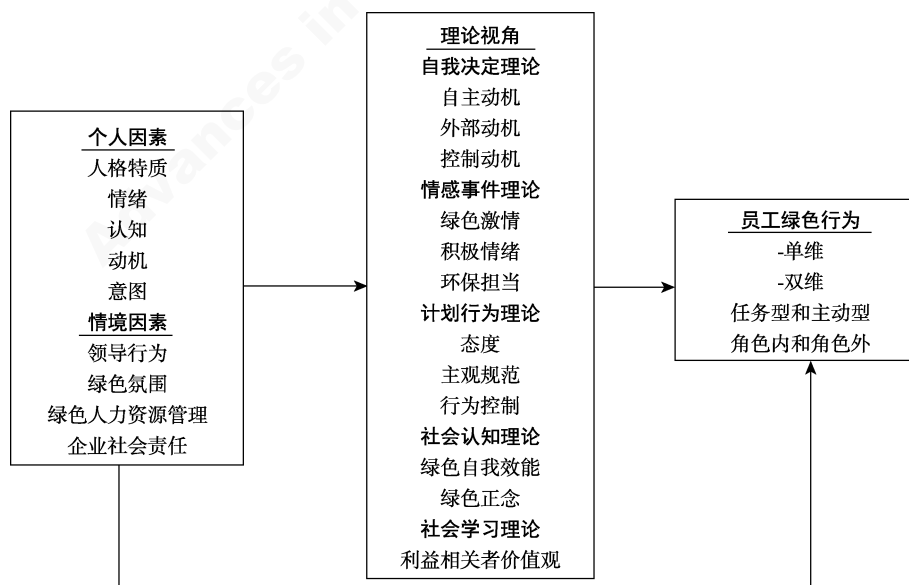 Advances in
个人因素
人格特质
情绪
认知
动机
意图
情境因素
领导行为
绿色氛围
绿色人力资源管理
企业社会责任
理论视角
自我决定理论
自主动机
外部动机
控制动机
情感事件理论
绿色激情
积极情绪
环保担当
计划行为理论
态度
主观规范
行为控制
社会认知理论
绿色自我效能
绿色正念
社会学习理论
利益相关者价值观
员工绿色行为
-单维
-双维
任务型和主动型
角色内和角色外